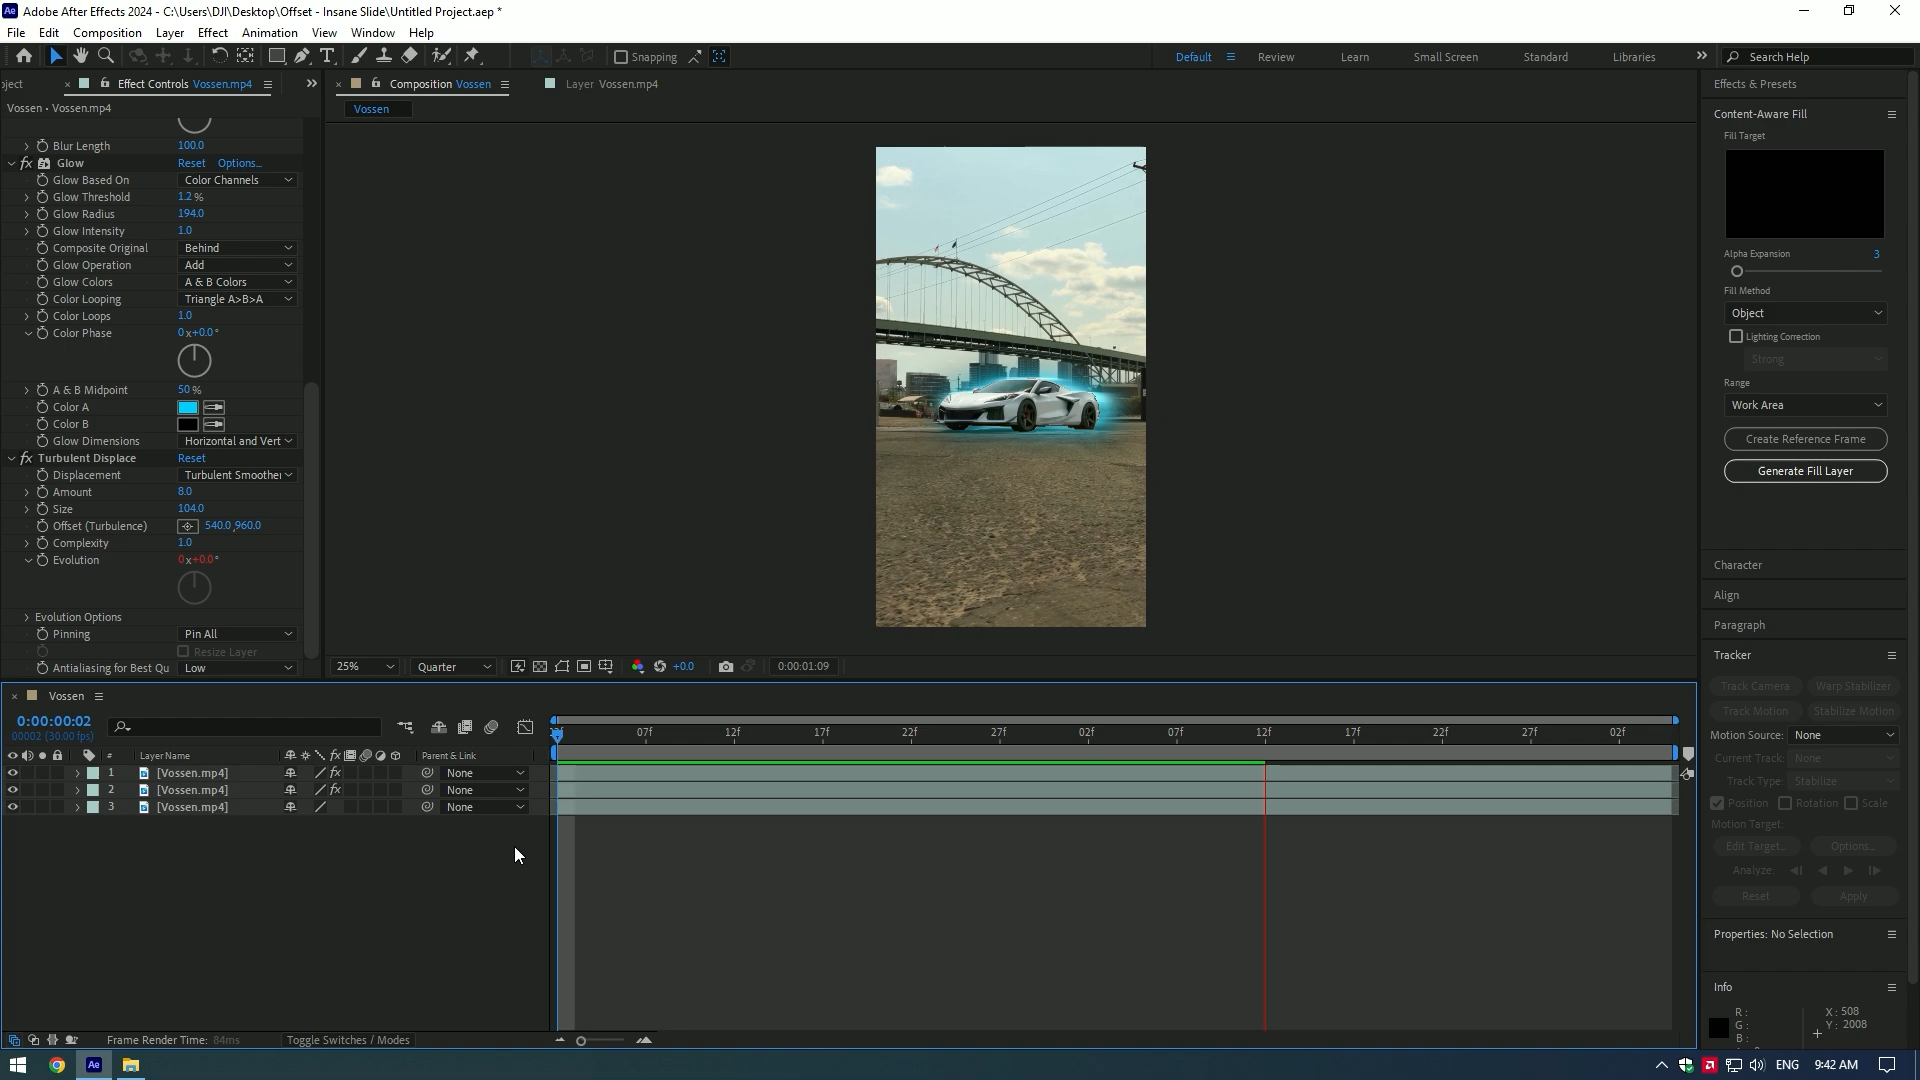 Adobe After Effects 2024 - C:\Users\DJI\Desktop\Offset - Insane Slide\Untitled Project.aep *
File Edit Composition Layer Effect Animation View Window Help
Snapping
Default Review Learn Small Screen Standard Libraries Search Help
oject Effect Controls Vossen.mp4
Composition Vossen Layer Vossen.mp4
Vossen • Vossen.mp4
Vossen
Blur Length 100.0
fx Glow Reset Options...
Glow Based On Color Channels
Glow Threshold 1.2 %
Glow Radius 194.0
Glow Intensity 1.0
Composite Original Behind
Glow Operation Add
Glow Colors A & B Colors
Color Looping Triangle A>B>A
Color Loops 1.0
Color Phase 0x+0.0°
A & B Midpoint 50 %
Color A
Color B
Glow Dimensions Horizontal and Vert
fx Turbulent Displace Reset
Displacement Turbulent Smoother
Amount 8.0
Size 104.0
Offset (Turbulence) 540.0,960.0
Complexity 1.0
Evolution 0x+0.0°
Evolution Options
Pinning Pin All
Resize Layer
Antialiasing for Best Qu Low
25% Quarter +0.0 0:00:01:09
Effects & Presets
Content-Aware Fill
Fill Target
Alpha Expansion 3
Fill Method
Object
Lighting Correction
Strong
Range
Work Area
Create Reference Frame
Generate Fill Layer
Character
Align
Paragraph
Tracker
Track Camera Warp Stabilizer
Track Motion Stabilize Motion
Motion Source: None
Current Track: None
Track Type: Stabilize
Position Rotation Scale
Motion Target:
Edit Target... Options...
Analyze:
Reset Apply
Properties: No Selection
Info
R: X: 508
G: Y: 2008
B:
Vossen
0:00:00:02
00002 (30.00 fps)
07f 12f 17f 22f 27f 02f 07f 12f 17f 22f 27f 02f
# Layer Name fx Parent & Link
1 [Vossen.mp4] fx None
2 [Vossen.mp4] fx None
3 [Vossen.mp4] None
Frame Render Time: 84ms Toggle Switches / Modes
Ae ENG 9:42 AM